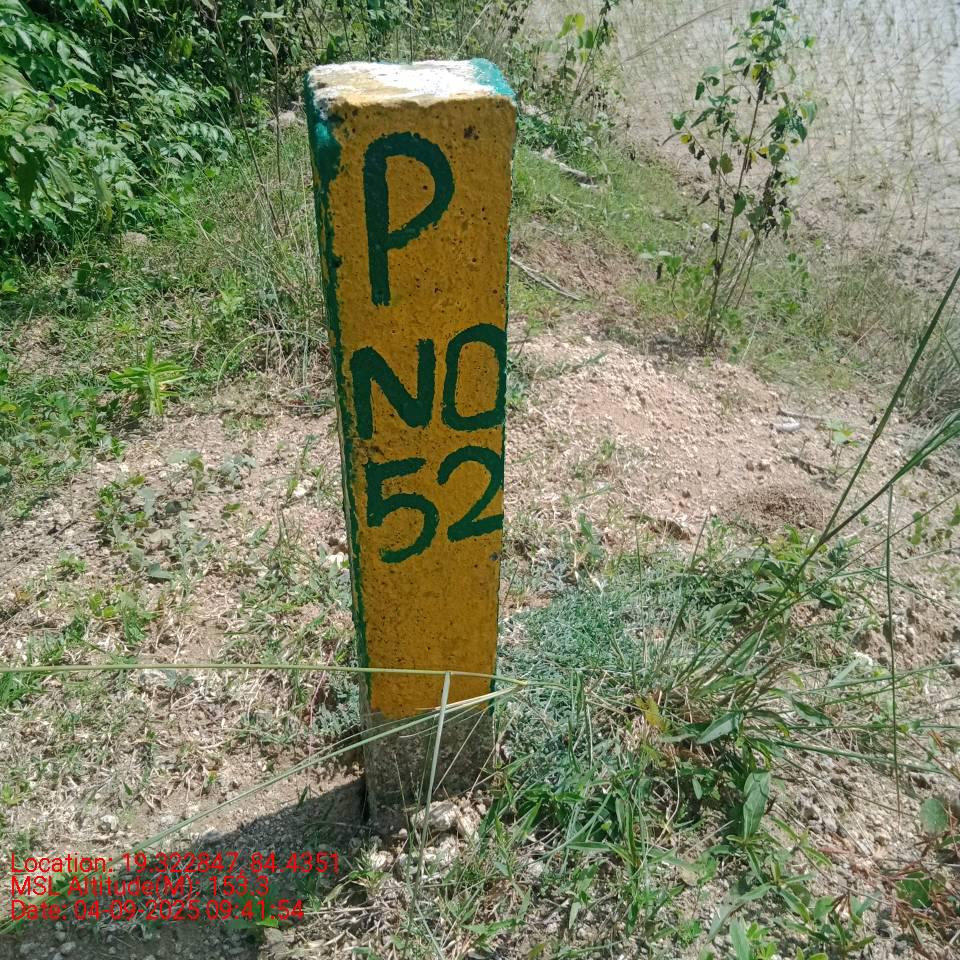 P
NO
52
Location: 19.322847, 84.4351
MSL Altitude(M): 153.3
Date: 04-09-2025 09:41:54